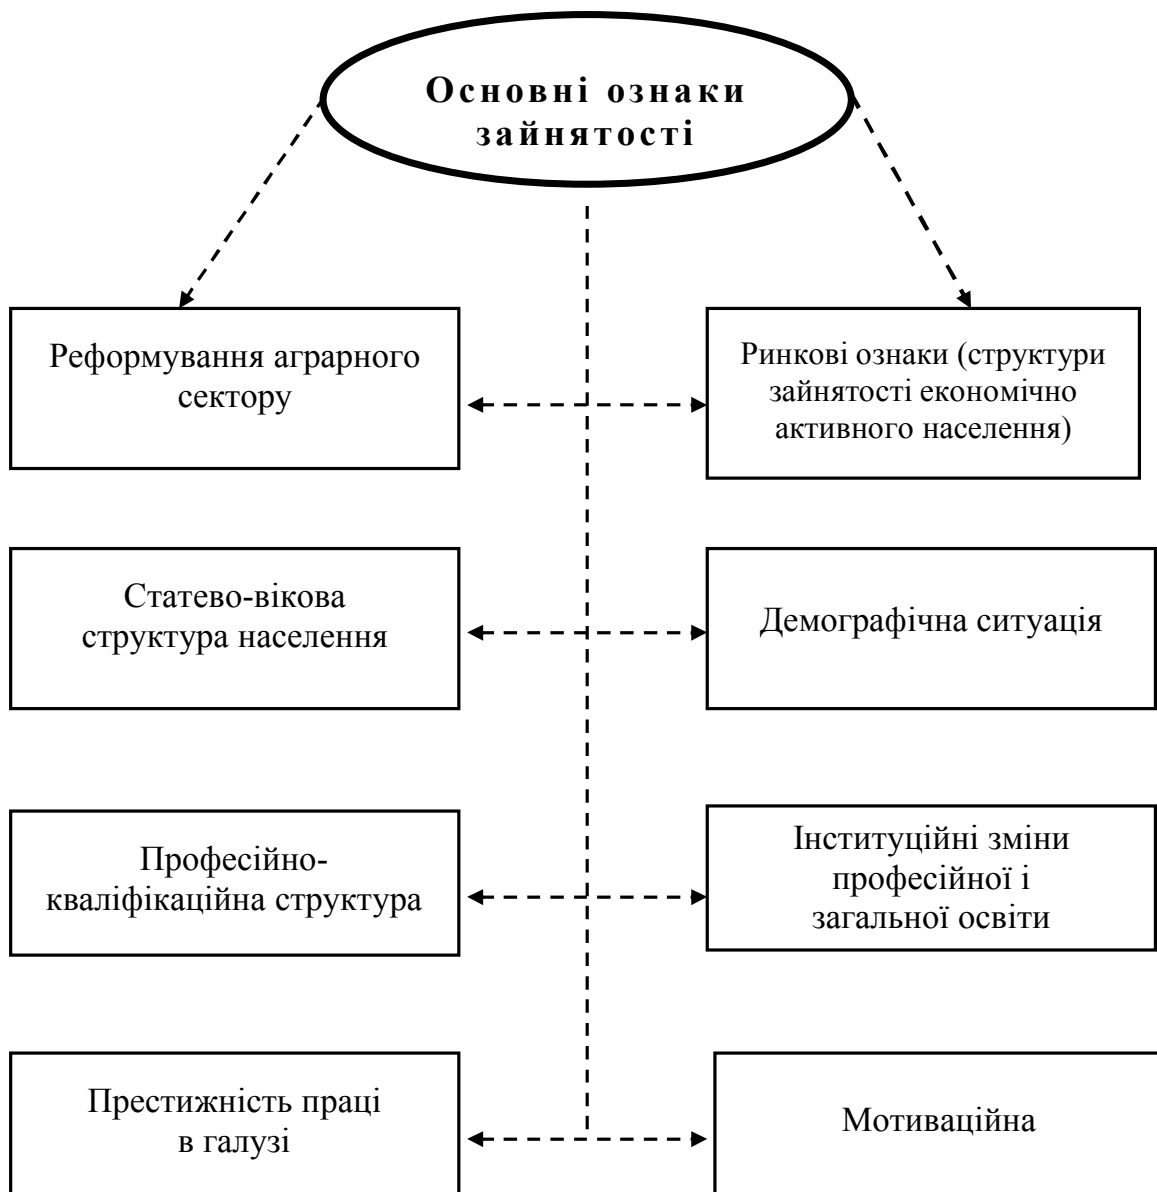 Основні ознаки
зайнятості
Реформування аграрного
сектору
Ринкові ознаки (структури
зайнятості економічно
активного населення)
Статево-вікова
структура населення
Демографічна ситуація
Професійно-
кваліфікаційна структура
Інституційні зміни
професійної і
загальної освіти
Престижність праці
в галузі
Мотиваційна